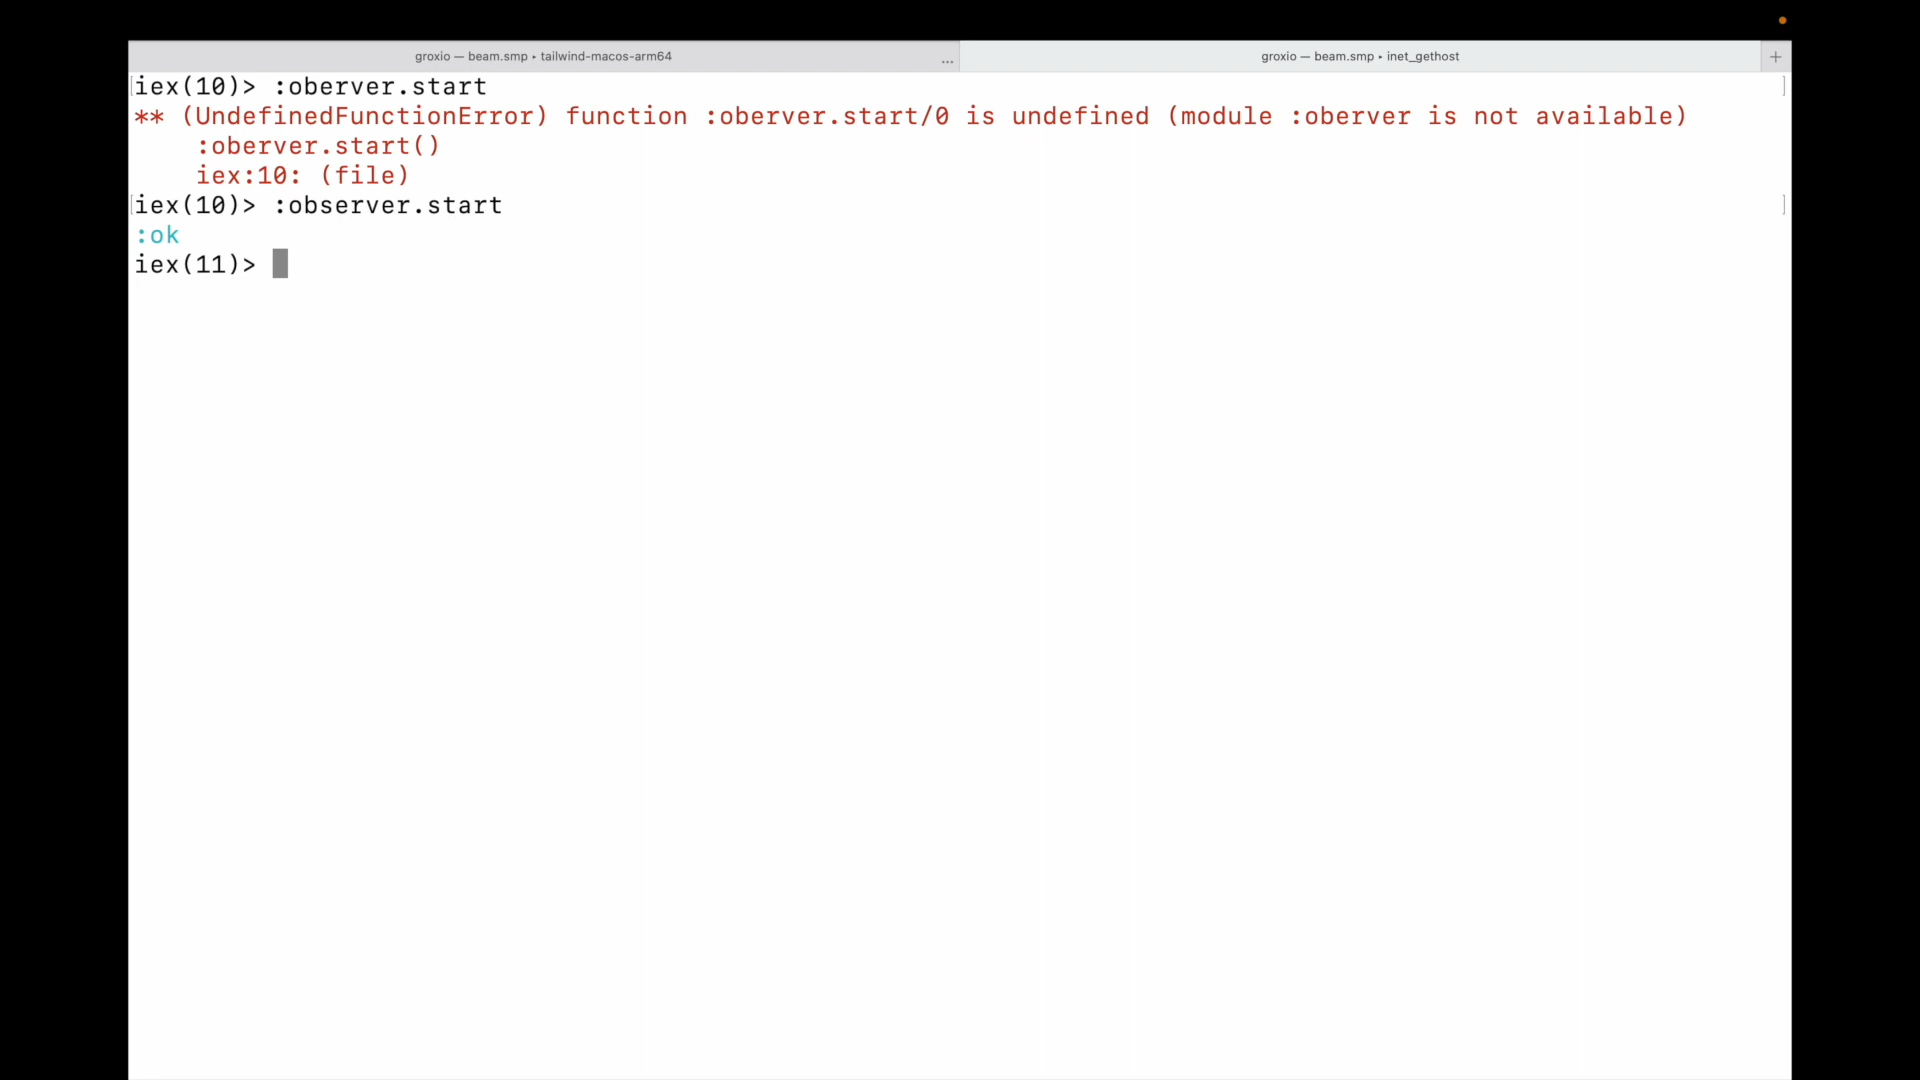 groxio — beam.smp ▸ tailwind-macos-arm64 ... groxio — beam.smp ▸ inet_gethost +
[iex(10)> :oberver.start ]
** (UndefinedFunctionError) function :oberver.start/0 is undefined (module :oberver is not available)
    :oberver.start()
    iex:10: (file)
[iex(10)> :observer.start ]
:ok
iex(11)>